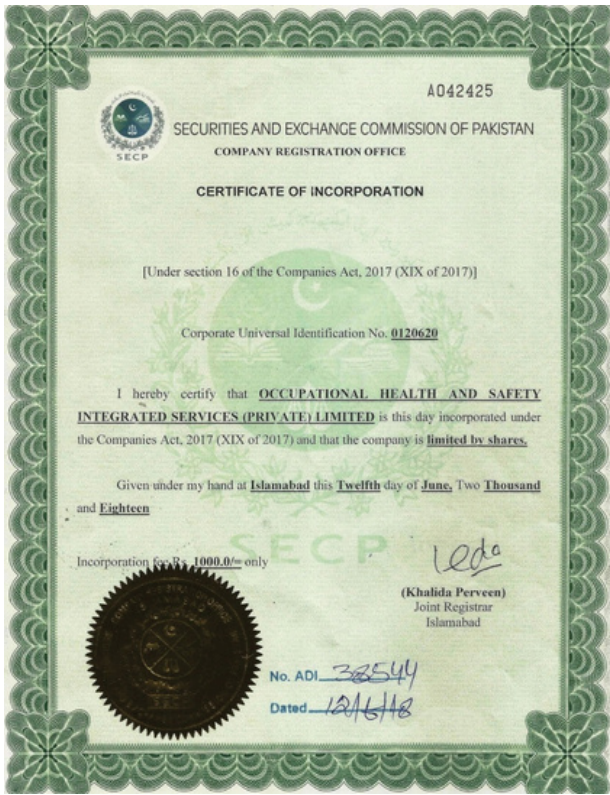 A042425
SECP
SECURITIES AND EXCHANGE COMMISSION OF PAKISTAN
COMPANY REGISTRATION OFFICE
CERTIFICATE OF INCORPORATION
[Under section 16 of the Companies Act, 2017 (XIX of 2017)]
Corporate Universal Identification No. 0120620
I hereby certify that OCCUPATIONAL HEALTH AND SAFETY
INTEGRATED SERVICES (PRIVATE) LIMITED is this day incorporated under
the Companies Act, 2017 (XIX of 2017) and that the company is limited by shares.
Given under my hand at Islamabad this Twelfth day of June, Two Thousand
and Eighteen
SECP
Incorporation fee Rs. 1000.0/= only
(Khalida Perveen)
Joint Registrar
Islamabad
No. ADI 38544
Dated 12/6/18